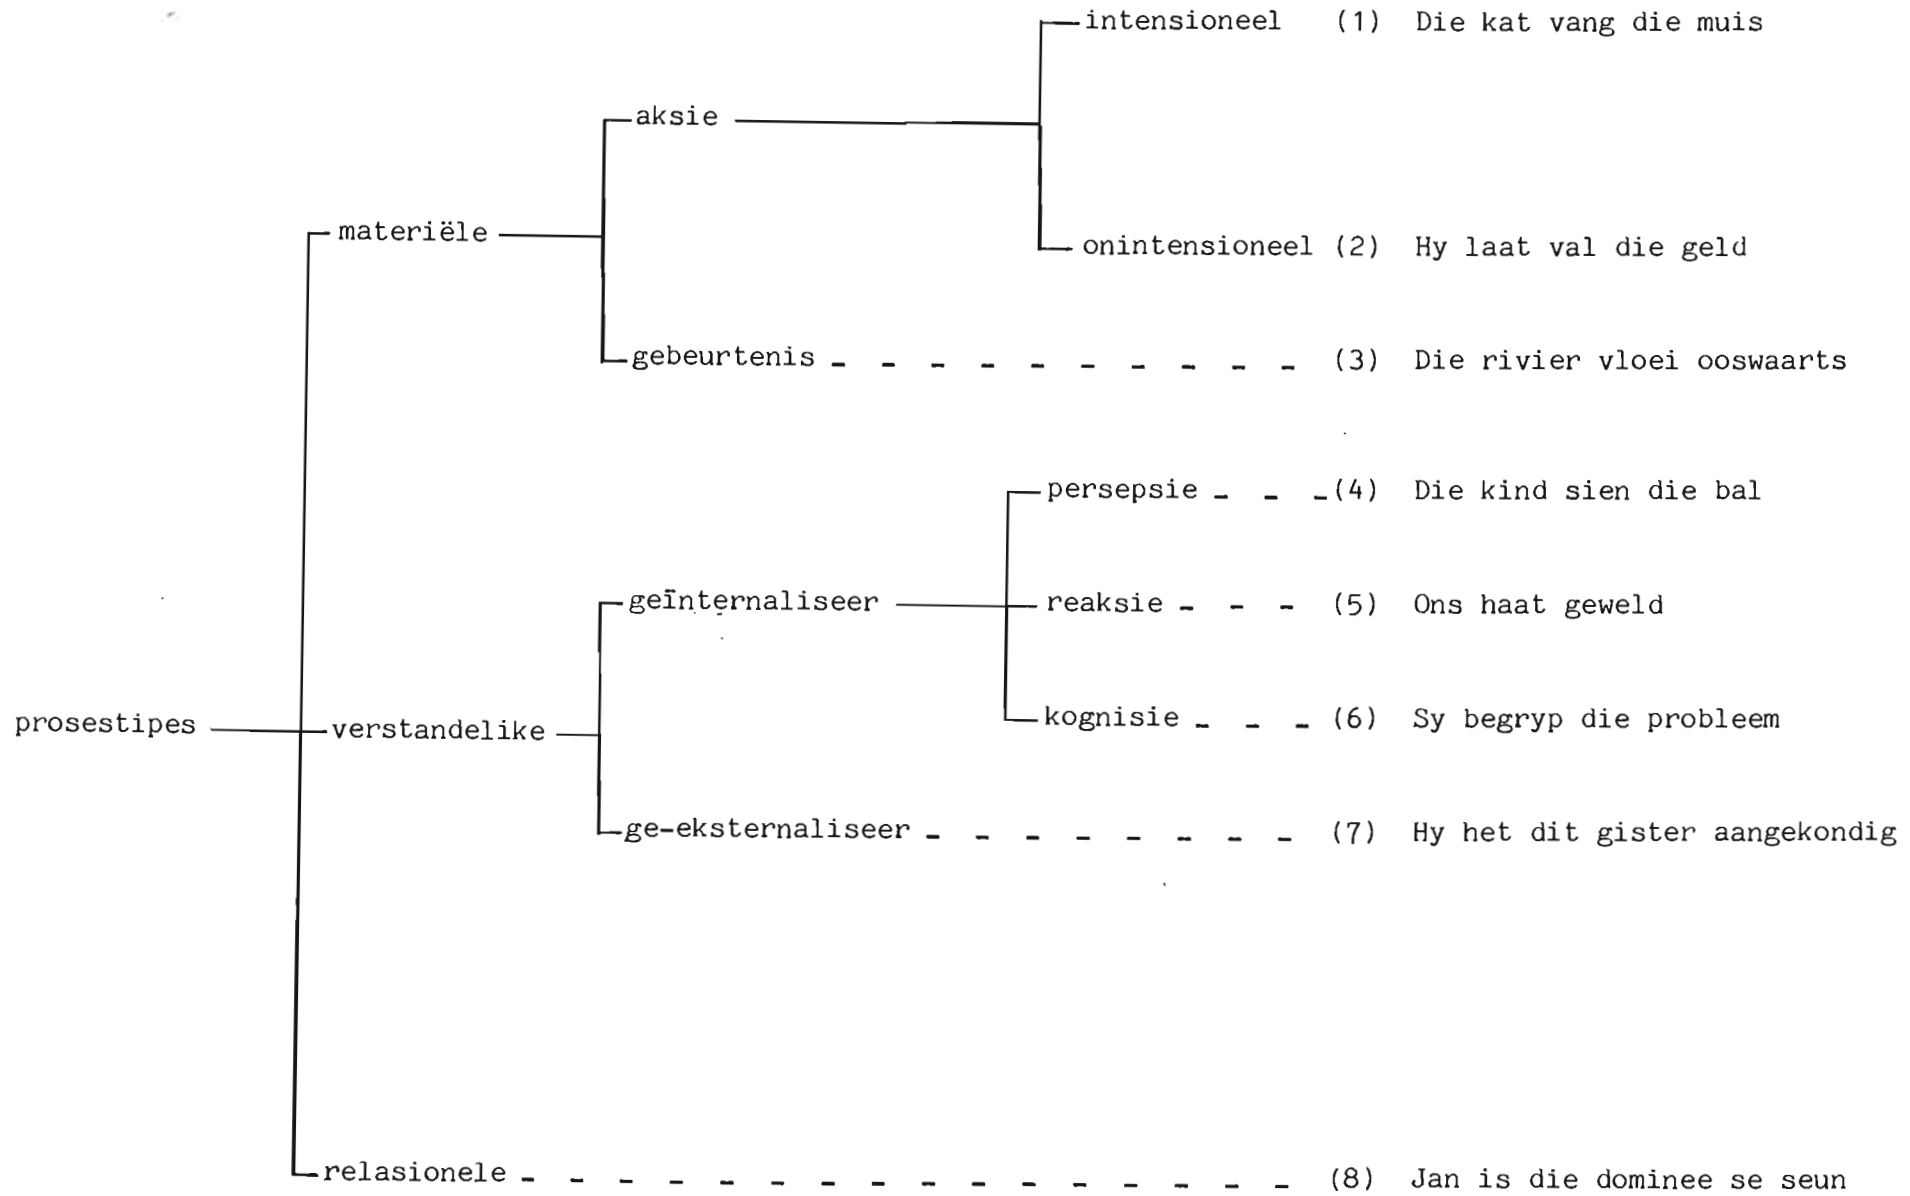 intensioneel (1) Die kat vang die muis
aksie
materiële
onintensioneel (2) Hy laat val die geld
gebeurtenis (3) Die rivier vloei ooswaarts
persepsie (4) Die kind sien die bal
geïnternaliseer
reaksie (5) Ons haat geweld
kognisie (6) Sy begryp die probleem
prosestipes
verstandelike
ge-eksternaliseer (7) Hy het dit gister aangekondig
relasionele (8) Jan is die dominee se seun